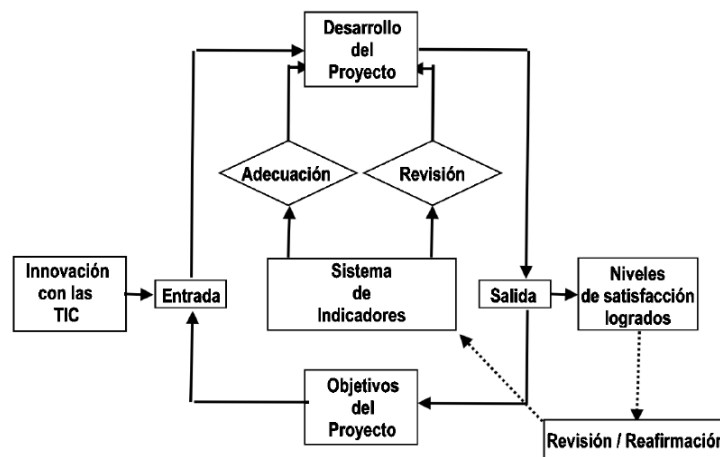 Desarrollo
del
Proyecto
Adecuación
Revisión
Innovación
con las
TIC
Entrada
Sistema
de
Indicadores
Salida
Niveles
de satisfacción
logrados
Objetivos
del
Proyecto
Revisión / Reafirmación